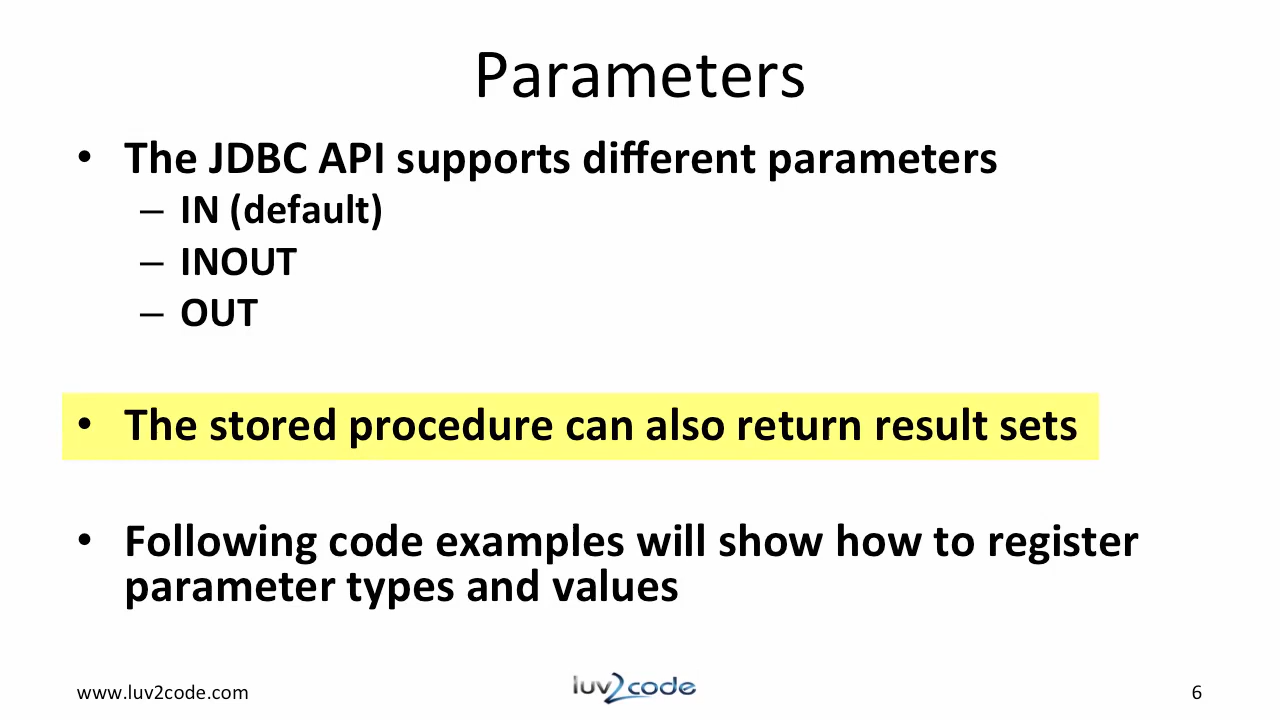 Parameters
• The JDBC API supports different parameters
– IN (default)
– INOUT
– OUT
• The stored procedure can also return result sets
• Following code examples will show how to register
parameter types and values
www.luv2code.com
luv2code
6